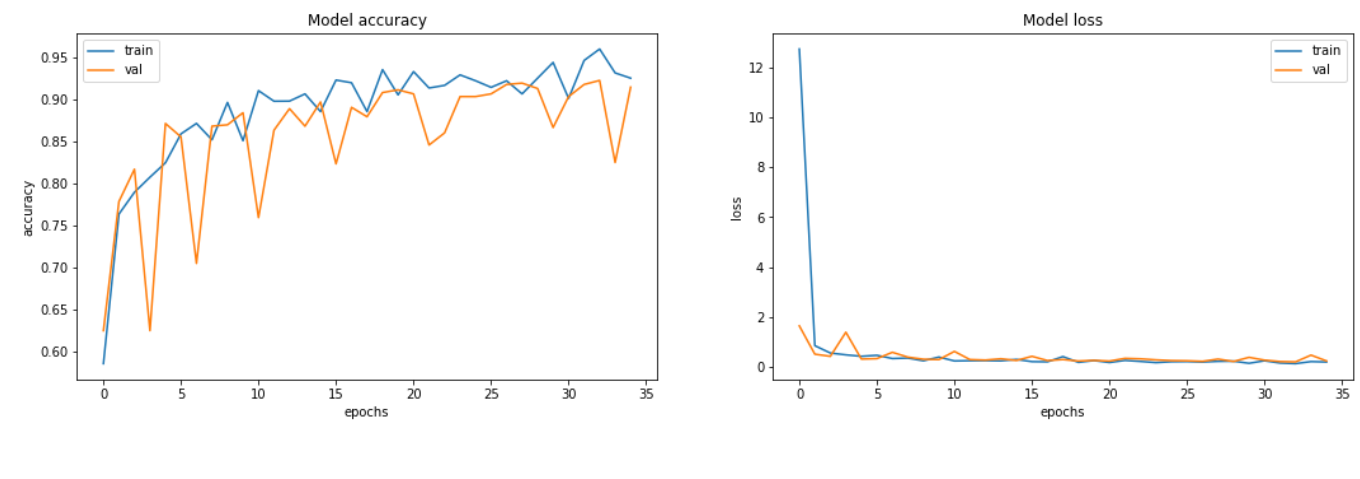 Model accuracy
train
val
0.95
0.90
0.85
0.80
0.75
0.70
0.65
0.60
accuracy
0 5 10 15 20 25 30 35
epochs
Model loss
train
val
12
10
8
6
4
2
0
loss
0 5 10 15 20 25 30 35
epochs